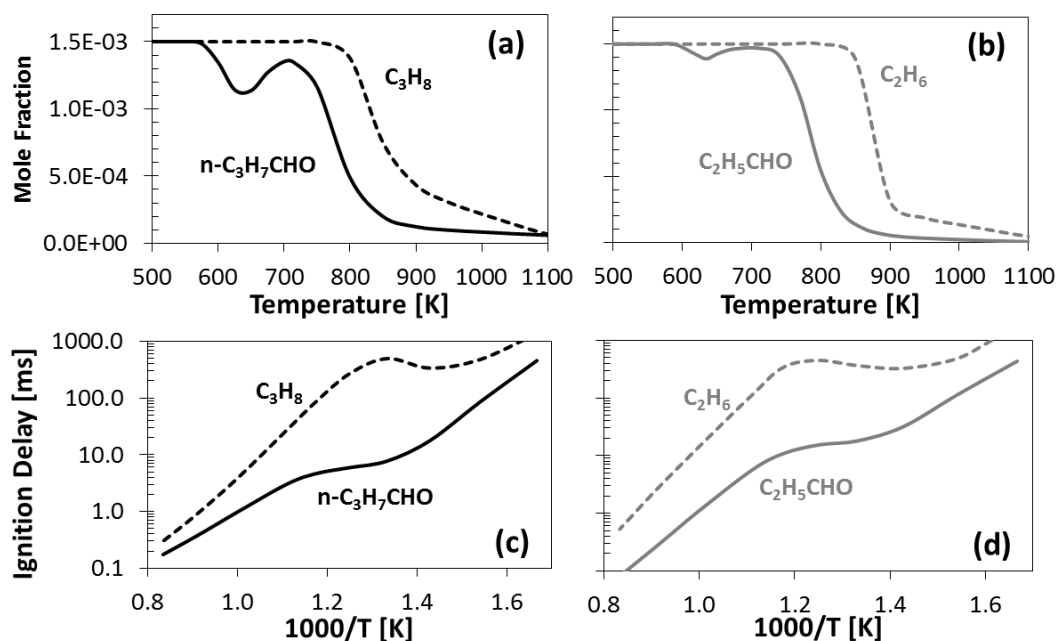 Mole Fraction
1.5E-03
1.0E-03
5.0E-04
0.0E+00
(a)
C₃H₈
n-C₃H₇CHO
500 600 700 800 900 1000 1100
Temperature [K]
(b)
C₂H₆
C₂H₅CHO
500 600 700 800 900 1000 1100
Temperature [K]
Ignition Delay [ms]
1000.0
100.0
10.0
1.0
0.1
C₃H₈
n-C₃H₇CHO
(c)
0.8 1.0 1.2 1.4 1.6
1000/T [K]
C₂H₆
C₂H₅CHO
(d)
0.8 1.0 1.2 1.4 1.6
1000/T [K]